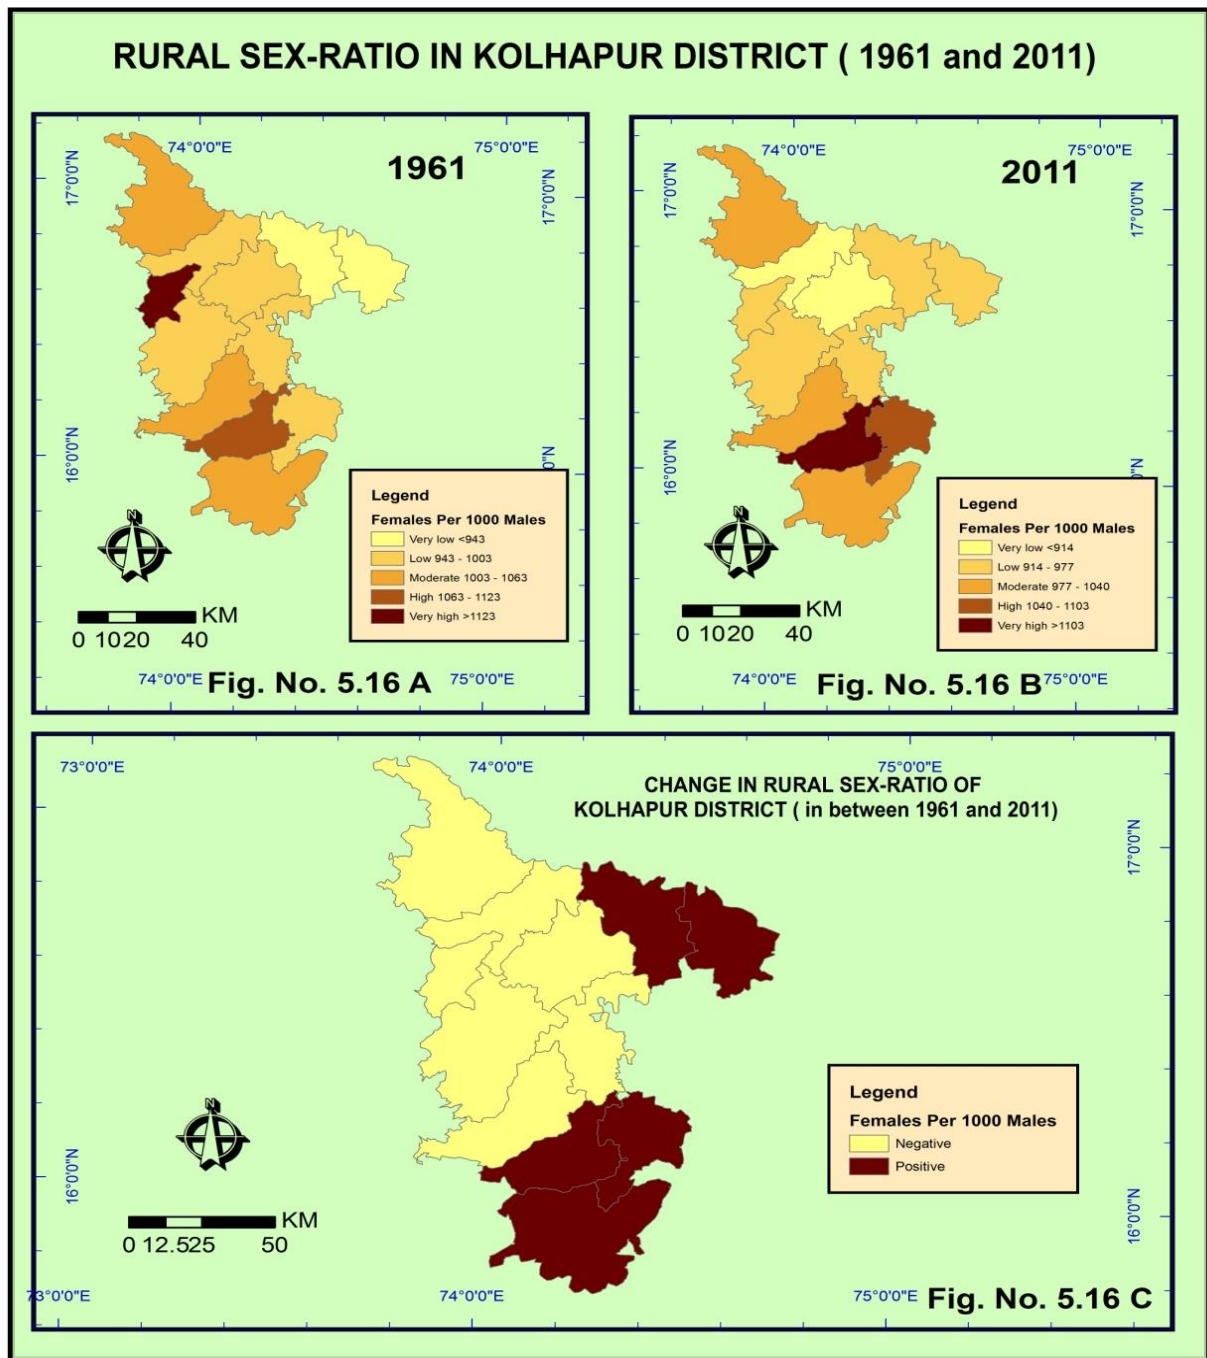 RURAL SEX-RATIO IN KOLHAPUR DISTRICT ( 1961 and 2011)
74°0'0"E
75°0'0"E
1961
17°0'0"N
17°0'0"N
16°0'0"N
0"N
Legend
Females Per 1000 Males
Very low <943
Low 943 - 1003
Moderate 1003 - 1063
High 1063 - 1123
Very high >1123
N
KM
0 10 20 40
74°0'0"E
75°0'0"E
Fig. No. 5.16 A
74°0'0"E
75°0'0"E
2011
17°0'0"N
17°0'0"N
16°0'0"N
Legend
Females Per 1000 Males
Very low <914
Low 914 - 977
Moderate 977 - 1040
High 1040 - 1103
Very high >1103
N
KM
0 10 20 40
74°0'0"E
75°0'0"E
Fig. No. 5.16 B
73°0'0"E
74°0'0"E
75°0'0"E
CHANGE IN RURAL SEX-RATIO OF
KOLHAPUR DISTRICT ( in between 1961 and 2011)
17°0'0"N
16°0'0"N
16°0'0"N
Legend
Females Per 1000 Males
Negative
Positive
N
KM
0 12.5 25 50
73°0'0"E
74°0'0"E
75°0'0"E
Fig. No. 5.16 C